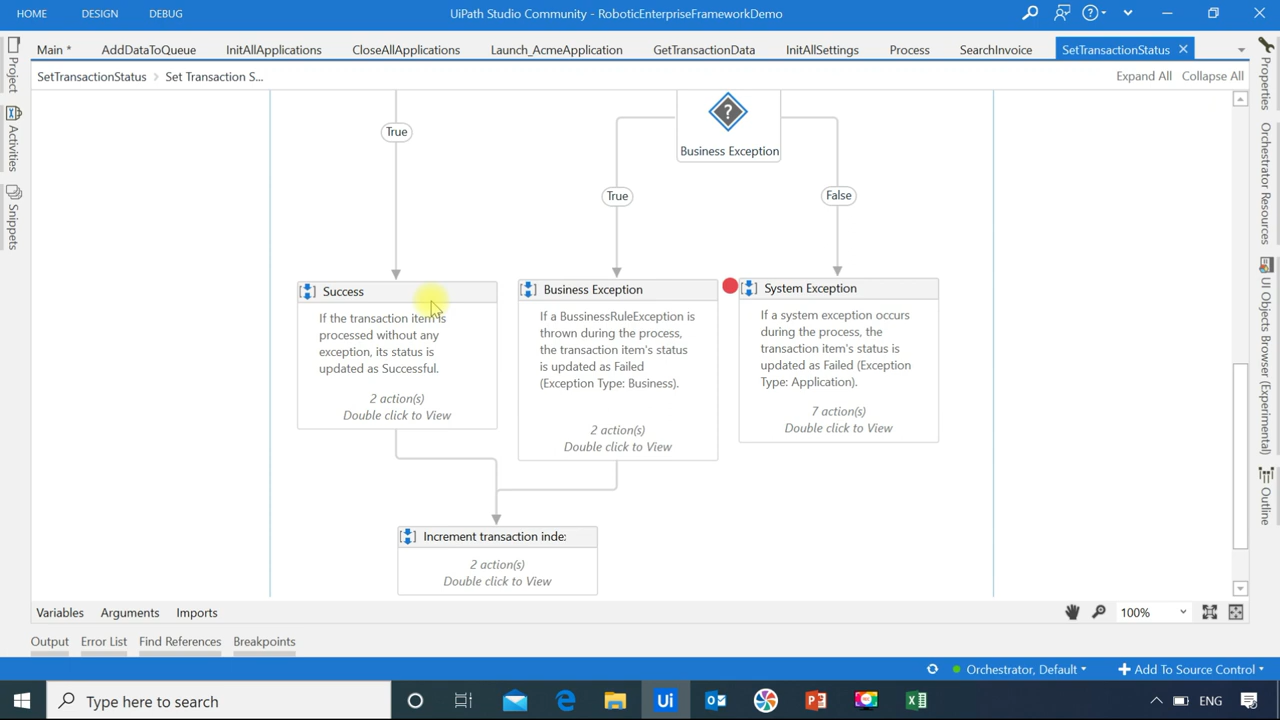 HOME DESIGN DEBUG UiPath Studio Community - RoboticEnterpriseFrameworkDemo
Main * AddDataToQueue InitAllApplications CloseAllApplications Launch_AcmeApplication GetTransactionData InitAllSettings Process SearchInvoice SetTransactionStatus
SetTransactionStatus Set Transaction S... Expand All Collapse All
Project
Activities
Snippets
True
Business Exception
True
False
Success
If the transaction item is
processed without any
exception, its status is
updated as Successful.
2 action(s)
Double click to View
Business Exception
If a BussinessRuleException is
thrown during the process,
the transaction item's status
is updated as Failed
(Exception Type: Business).
2 action(s)
Double click to View
System Exception
If a system exception occurs
during the process, the
transaction item's status is
updated as Failed (Exception
Type: Application).
7 action(s)
Double click to View
Increment transaction inde:
2 action(s)
Double click to View
Properties
Orchestrator Resources
UI Objects Browser (Experimental)
Outline
Variables Arguments Imports 100%
Output Error List Find References Breakpoints
Orchestrator, Default Add To Source Control
Type here to search ENG